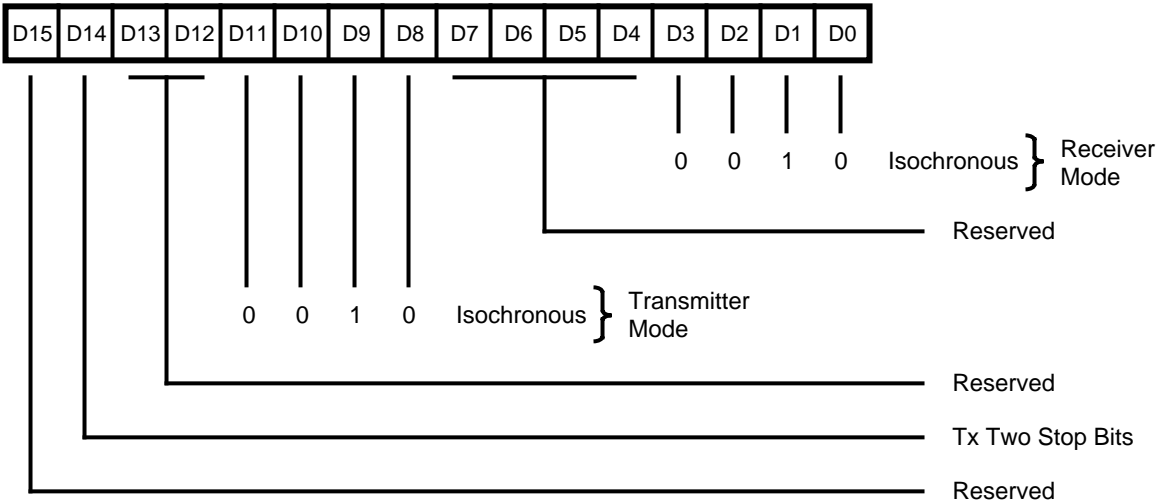 D15 D14 D13 D12 D11 D10 D9 D8 D7 D6 D5 D4 D3 D2 D1 D0
0 0 1 0 Isochronous } Receiver
Mode
Reserved
0 0 1 0 Isochronous } Transmitter
Mode
Reserved
Tx Two Stop Bits
Reserved